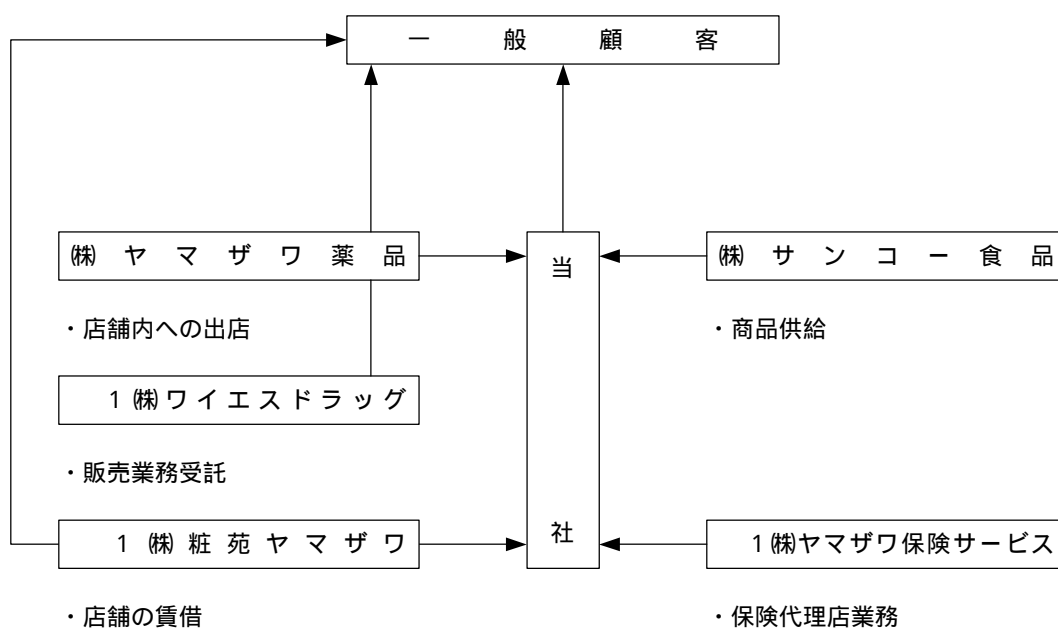 一般顧客
㈱ヤマザワ薬品
当社
㈱サンコー食品
・店舗内への出店
・商品供給
1㈱ワイエスドラッグ
・販売業務受託
1㈱粧苑ヤマザワ
1㈱ヤマザワ保険サービス
・店舗の賃借
・保険代理店業務